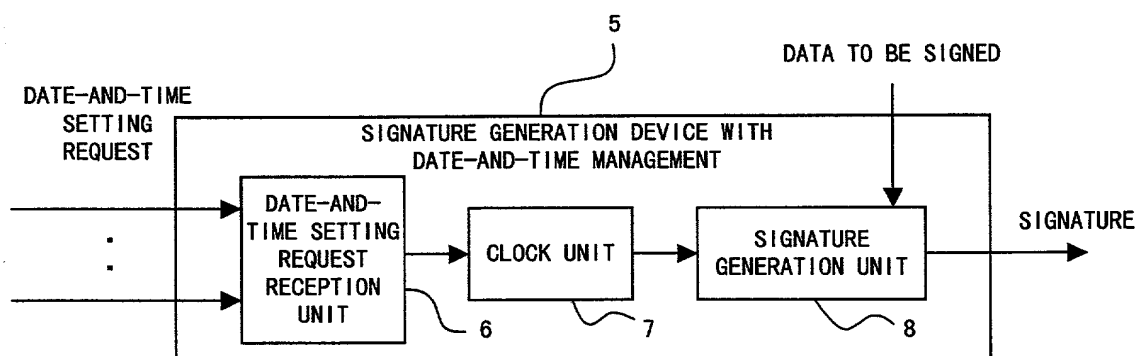 5
DATA TO BE SIGNED
DATE-AND-TIME
SETTING
REQUEST
SIGNATURE GENERATION DEVICE WITH
DATE-AND-TIME MANAGEMENT
DATE-AND-
TIME SETTING
REQUEST
RECEPTION
UNIT
CLOCK UNIT
SIGNATURE
GENERATION UNIT
SIGNATURE
6
7
8